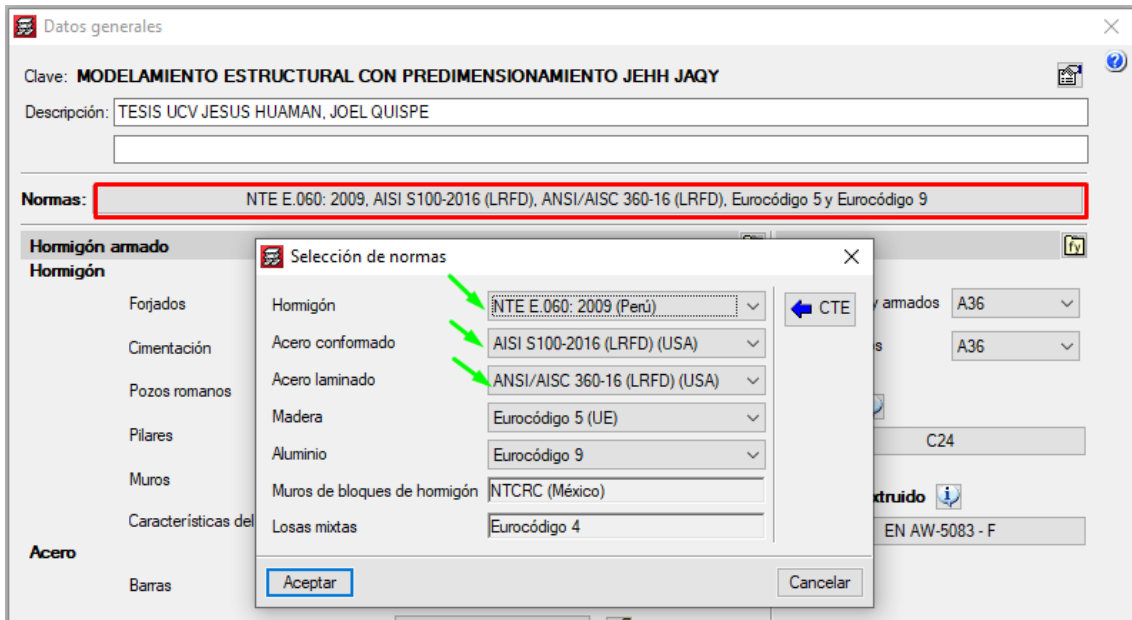 Datos generales
Clave: MODELAMIENTO ESTRUCTURAL CON PREDIMENSIONAMIENTO JEHH JAQY
Descripción: TESIS UCV JESUS HUAMAN, JOEL QUISPE
Normas: NTE E.060: 2009, AISI S100-2016 (LRFD), ANSI/AISC 360-16 (LRFD), Eurocódigo 5 y Eurocódigo 9
Hormigón armado
fy
Hormigón
Forjados
Cimentación
Pozos romanos
Pilares
Muros
Características del
Acero
Barras
Selección de normas
Hormigón NTE E.060: 2009 (Perú)
Acero conformado AISI S100-2016 (LRFD) (USA)
Acero laminado ANSI/AISC 360-16 (LRFD) (USA)
Madera Eurocódigo 5 (UE)
Aluminio Eurocódigo 9
Muros de bloques de hormigón NTCRC (México)
Losas mixtas Eurocódigo 4
CTE
Aceptar Cancelar
y armados A36
s A36
C24
xtruido
EN AW-5083 - F